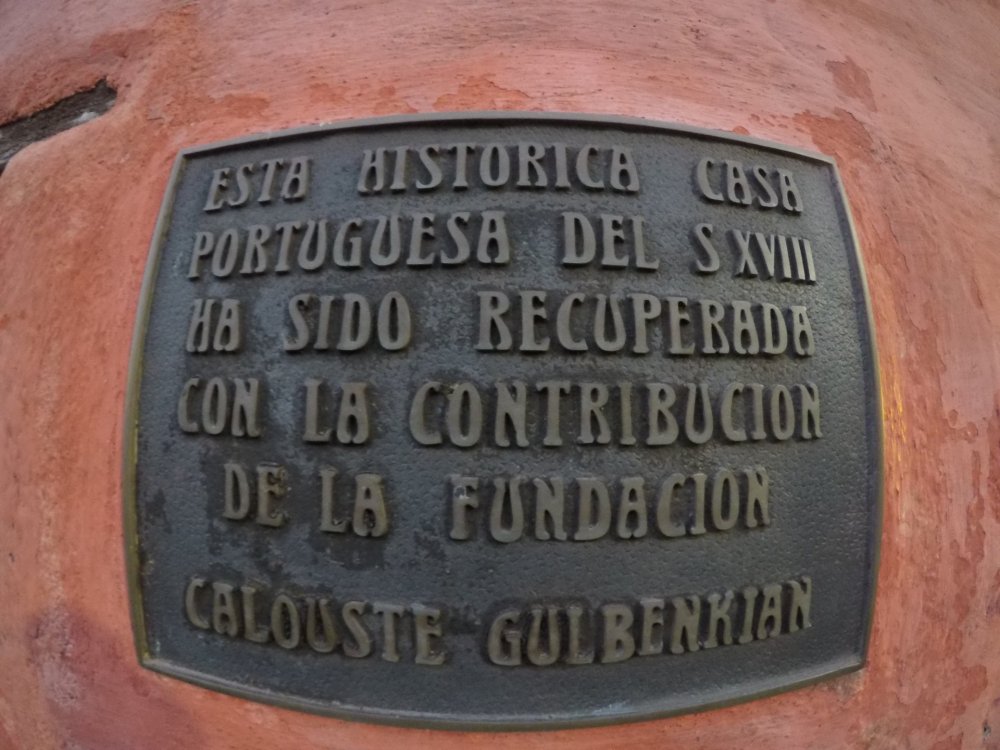 ESTA HISTORICA CASA
PORTUGUESA DEL S XVIII
HA SIDO RECUPERADA
CON LA CONTRIBUCION
DE LA FUNDACION
CALOUSTE GULBENKIAN